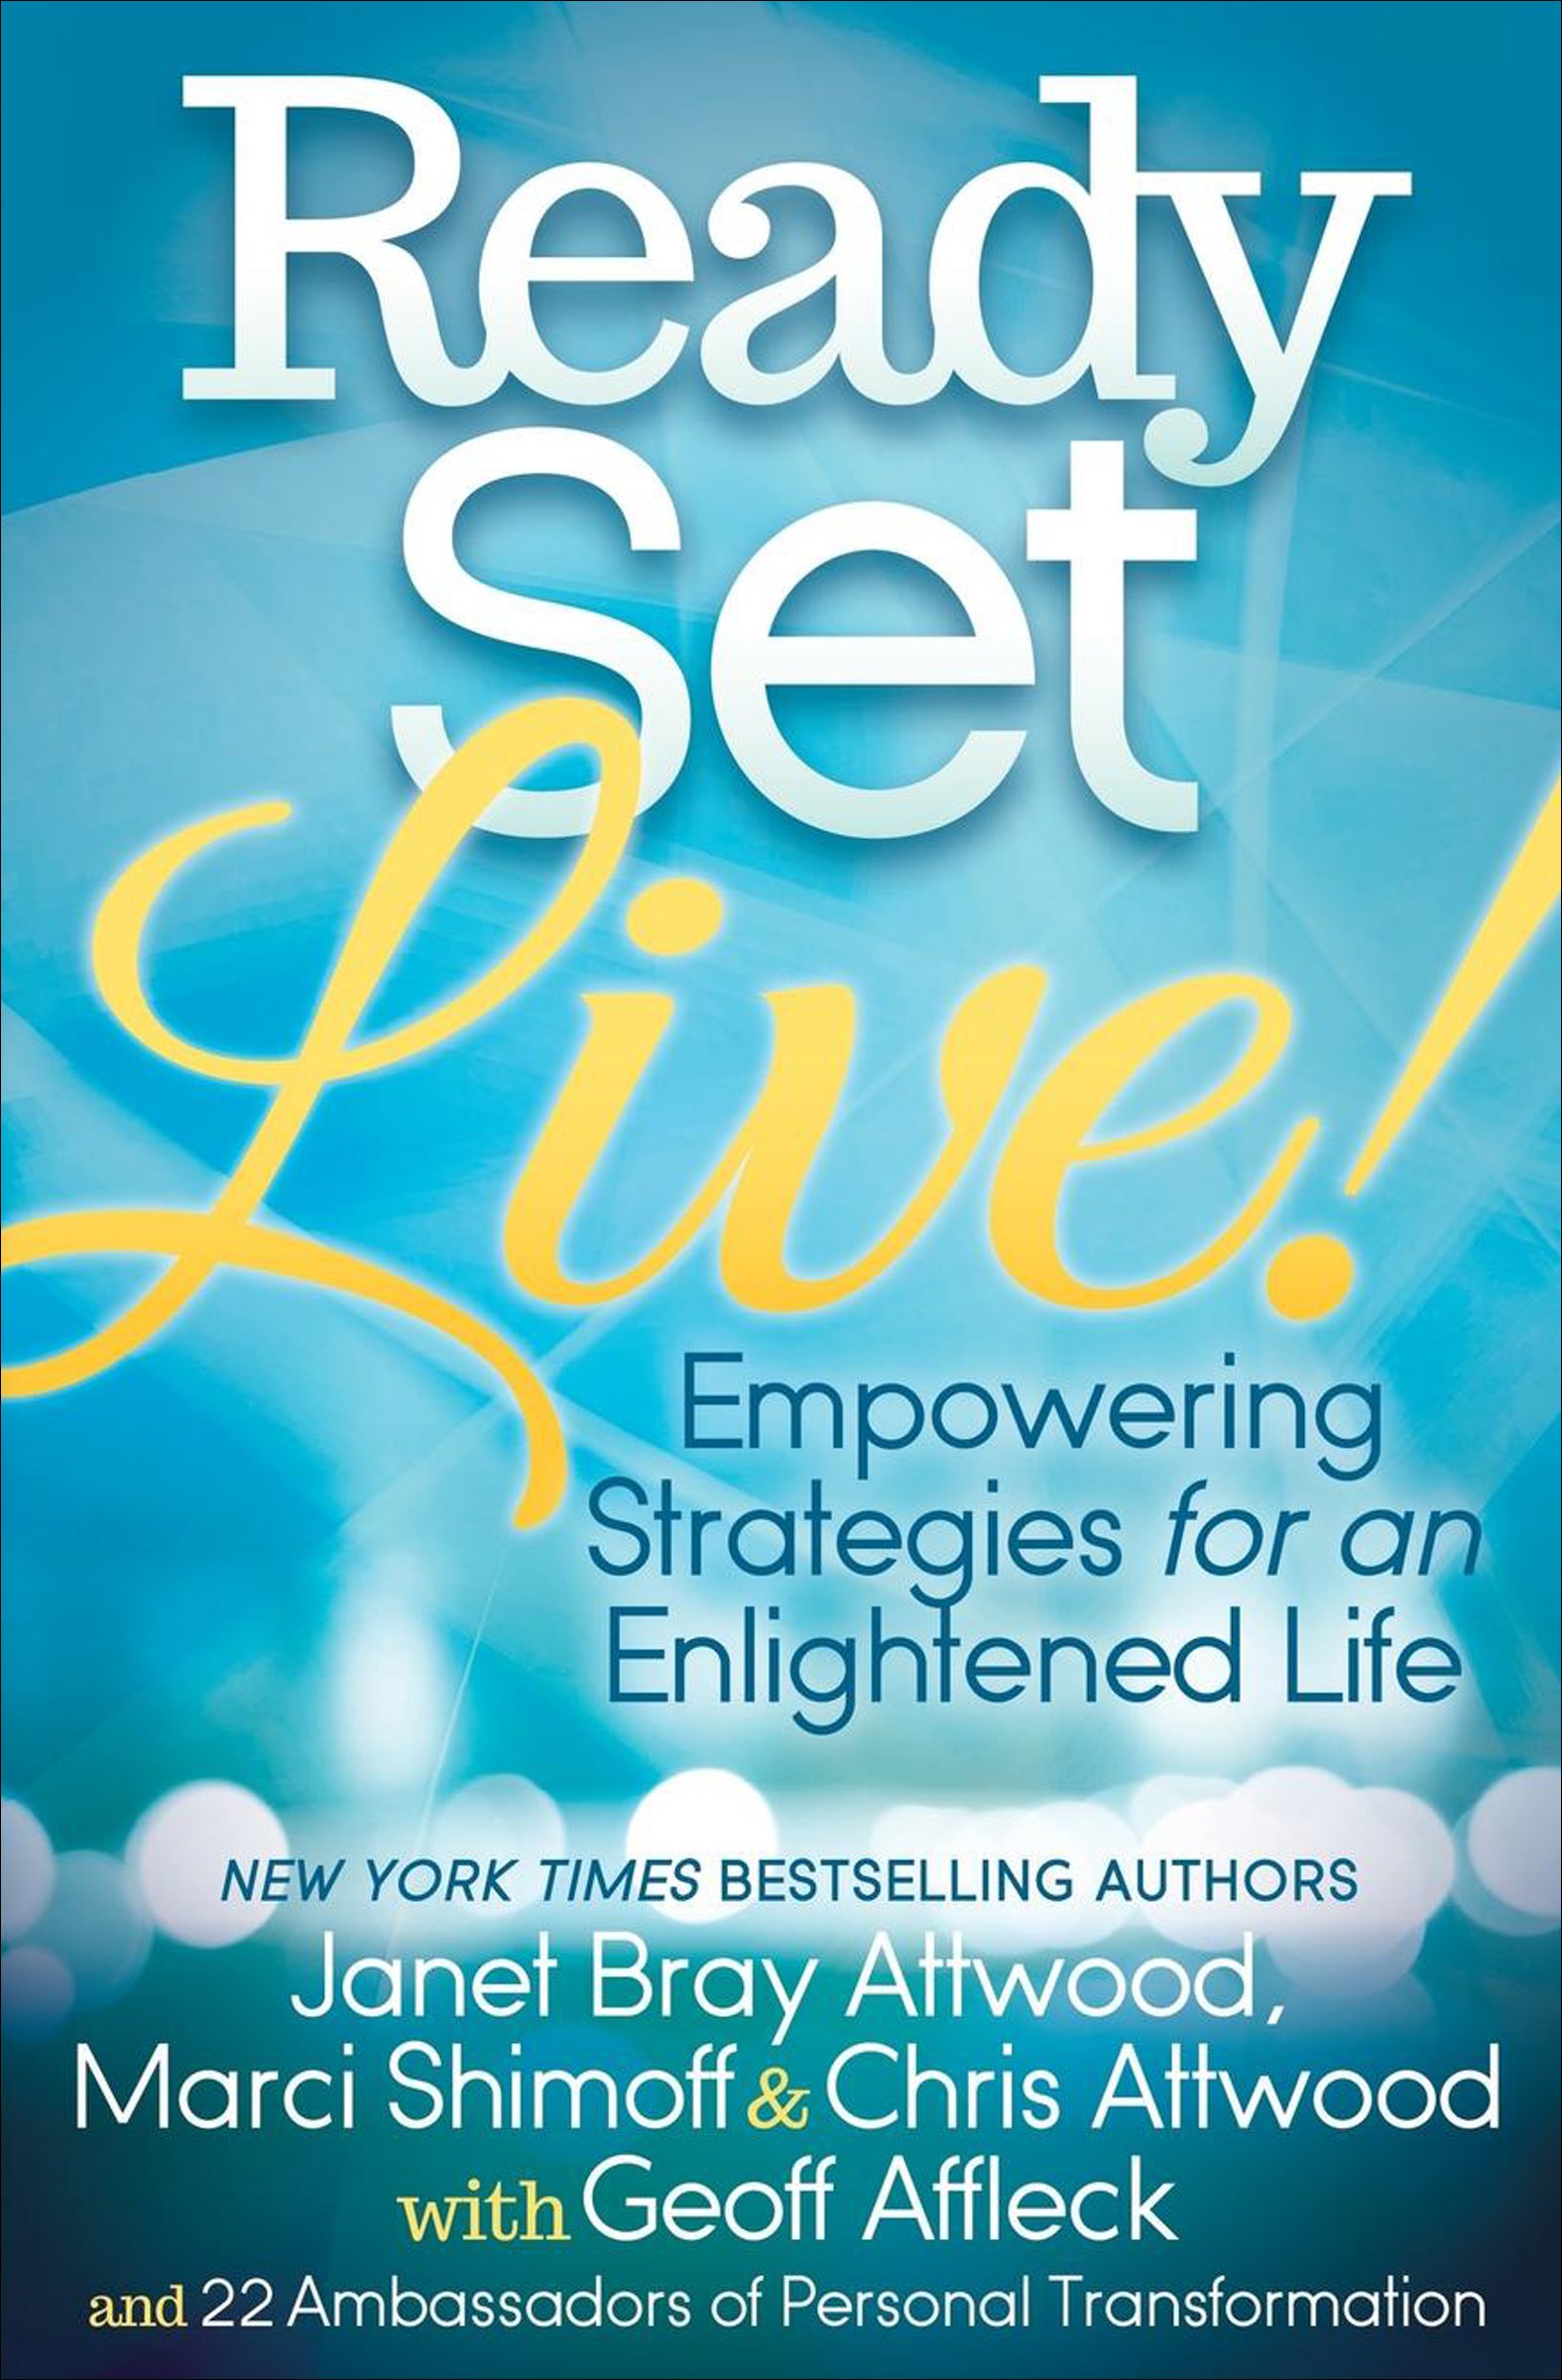 Ready
Set
Live!
Empowering
Strategies for an
Enlightened Life
NEW YORK TIMES BESTSELLING AUTHORS
Janet Bray Attwood,
Marci Shimoff & Chris Attwood
with Geoff Affleck
and 22 Ambassadors of Personal Transformation